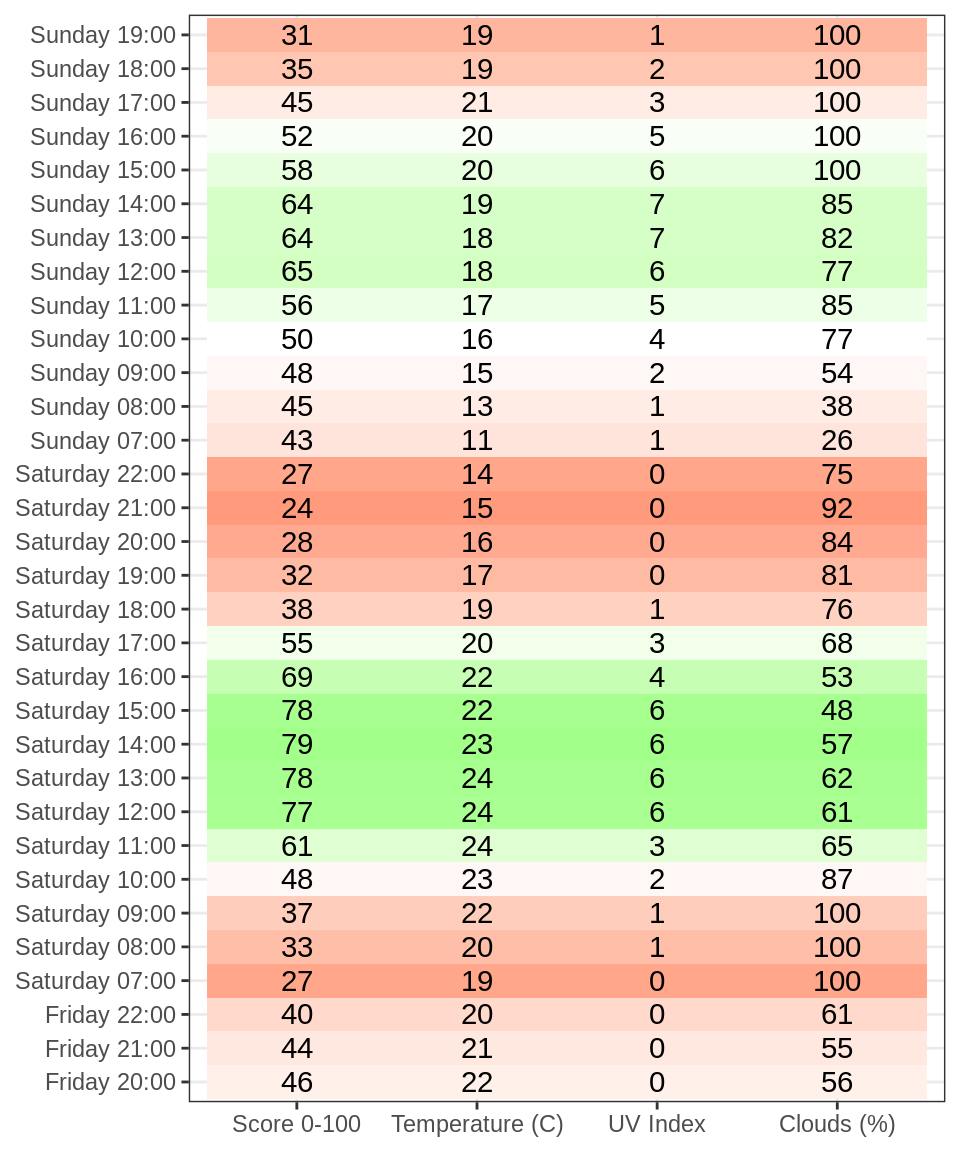 Sunday 19:00 31 19 1 100
Sunday 18:00 35 19 2 100
Sunday 17:00 45 21 3 100
Sunday 16:00 52 20 5 100
Sunday 15:00 58 20 6 100
Sunday 14:00 64 19 7 85
Sunday 13:00 64 18 7 82
Sunday 12:00 65 18 6 77
Sunday 11:00 56 17 5 85
Sunday 10:00 50 16 4 77
Sunday 09:00 48 15 2 54
Sunday 08:00 45 13 1 38
Sunday 07:00 43 11 1 26
Saturday 22:00 27 14 0 75
Saturday 21:00 24 15 0 92
Saturday 20:00 28 16 0 84
Saturday 19:00 32 17 0 81
Saturday 18:00 38 19 1 76
Saturday 17:00 55 20 3 68
Saturday 16:00 69 22 4 53
Saturday 15:00 78 22 6 48
Saturday 14:00 79 23 6 57
Saturday 13:00 78 24 6 62
Saturday 12:00 77 24 6 61
Saturday 11:00 61 24 3 65
Saturday 10:00 48 23 2 87
Saturday 09:00 37 22 1 100
Saturday 08:00 33 20 1 100
Saturday 07:00 27 19 0 100
Friday 22:00 40 20 0 61
Friday 21:00 44 21 0 55
Friday 20:00 46 22 0 56
Score 0-100 Temperature (C) UV Index Clouds (%)